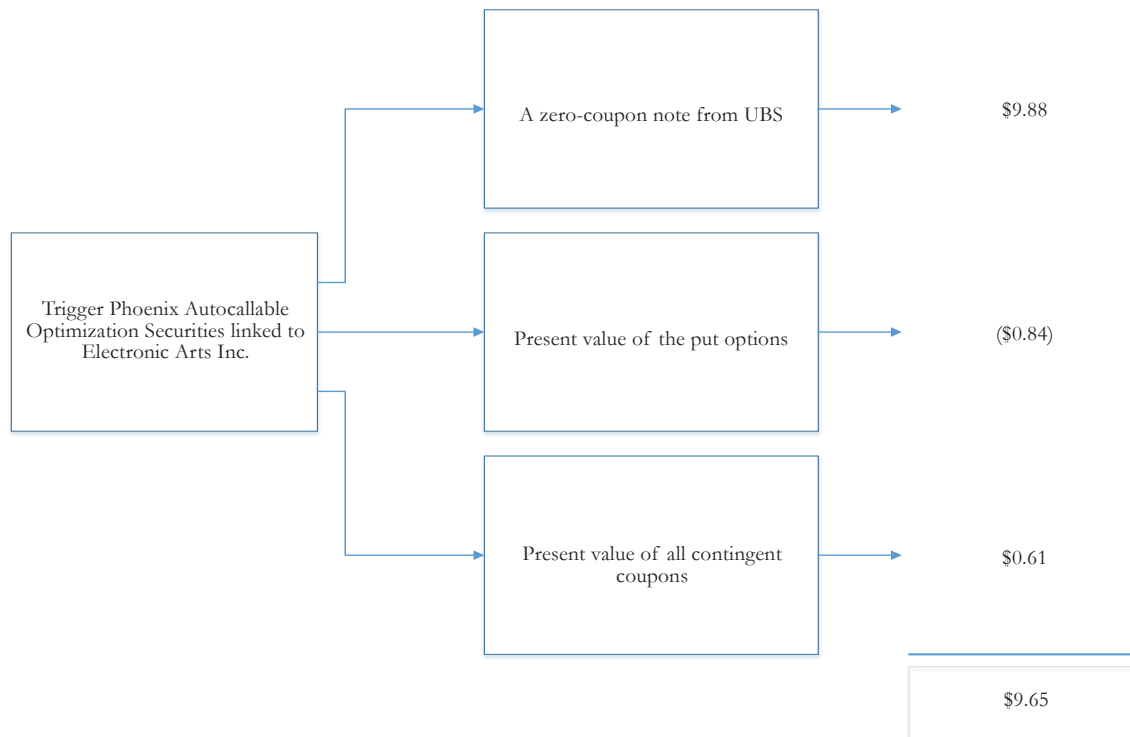 A zero-coupon note from UBS
$9.88
Trigger Phoenix Autocallable
Optimization Securities linked to
Electronic Arts Inc.
Present value of the put options
($0.84)
Present value of all contingent
coupons
$0.61
$9.65